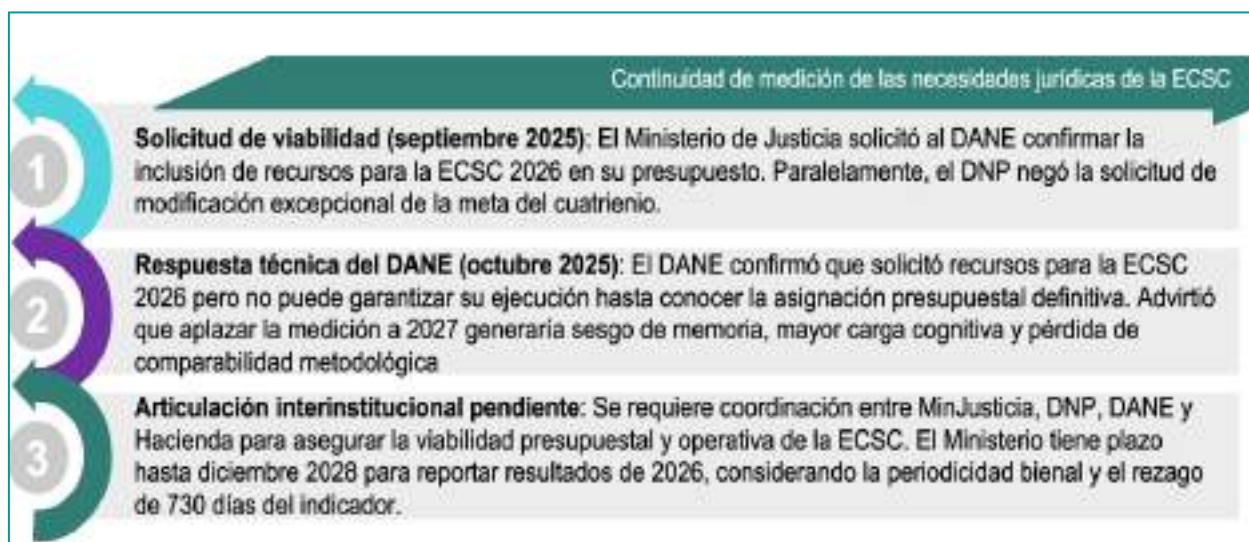 Continuidad de medición de las necesidades jurídicas de la ECSC
1
Solicitud de viabilidad (septiembre 2025): El Ministerio de Justicia solicitó al DANE confirmar la
inclusión de recursos para la ECSC 2026 en su presupuesto. Paralelamente, el DNP negó la solicitud de
modificación excepcional de la meta del cuatrienio.
2
Respuesta técnica del DANE (octubre 2025): El DANE confirmó que solicitó recursos para la ECSC
2026 pero no puede garantizar su ejecución hasta conocer la asignación presupuestal definitiva. Advirtió
que aplazar la medición a 2027 generaría sesgo de memoria, mayor carga cognitiva y pérdida de
comparabilidad metodológica
3
Articulación interinstitucional pendiente: Se requiere coordinación entre MinJusticia, DNP, DANE y
Hacienda para asegurar la viabilidad presupuestal y operativa de la ECSC. El Ministerio tiene plazo
hasta diciembre 2028 para reportar resultados de 2026, considerando la periodicidad bienal y el rezago
de 730 días del indicador.